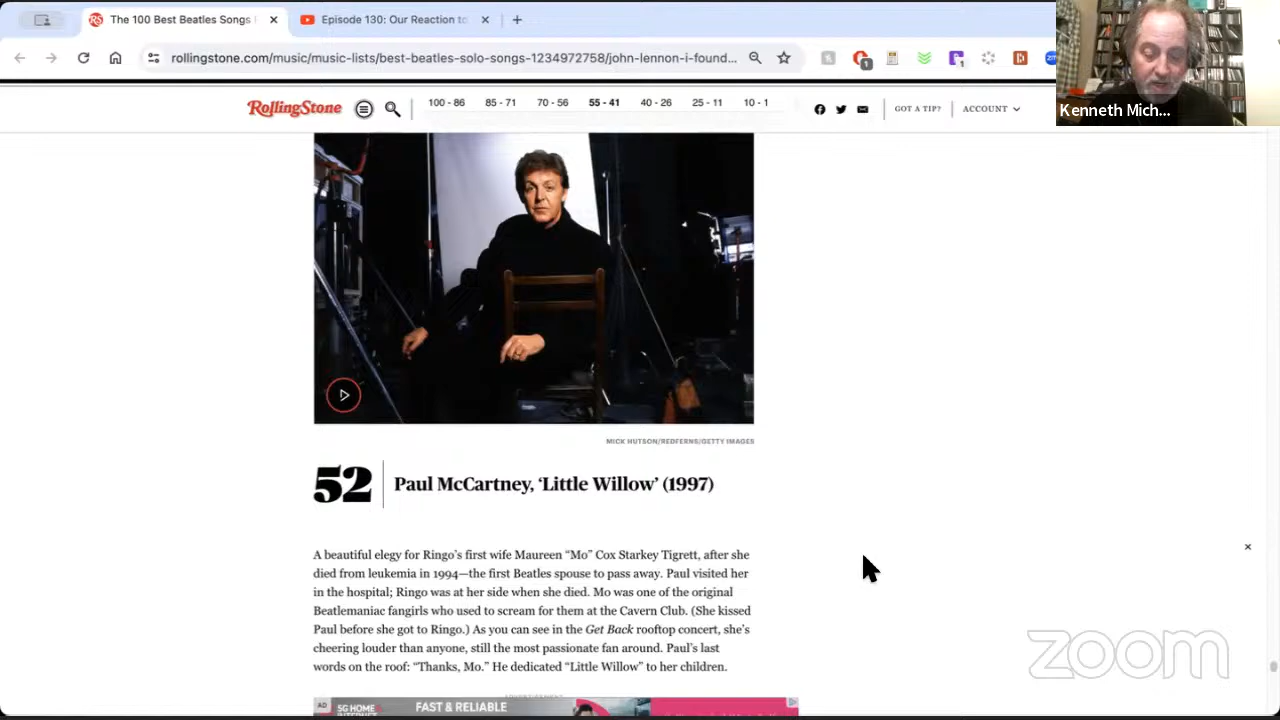 The 100 Best Beatles Songs
Episode 130: Our Reaction to
rollingstone.com/music/music-lists/best-beatles-solo-songs-1234972758/john-lennon-i-found...
Kenneth Mich...
RollingStone
100 - 86
85 - 71
70 - 56
55 - 41
40 - 26
25 - 11
10 - 1
GOT A TIP?
ACCOUNT
MICK HUTSON/REDFERNS/GETTY IMAGES
52
Paul McCartney, ‘Little Willow’ (1997)
A beautiful elegy for Ringo’s first wife Maureen “Mo” Cox Starkey Tigrett, after she
died from leukemia in 1994—the first Beatles spouse to pass away. Paul visited her
in the hospital; Ringo was at her side when she died. Mo was one of the original
Beatlemaniac fangirls who used to scream for them at the Cavern Club. (She kissed
Paul before she got to Ringo.) As you can see in the Get Back rooftop concert, she’s
cheering louder than anyone, still the most passionate fan around. Paul’s last
words on the roof: “Thanks, Mo.” He dedicated “Little Willow” to her children.
ADVERTISEMENT
AD
5G HOME
FAST & RELIABLE
zoom